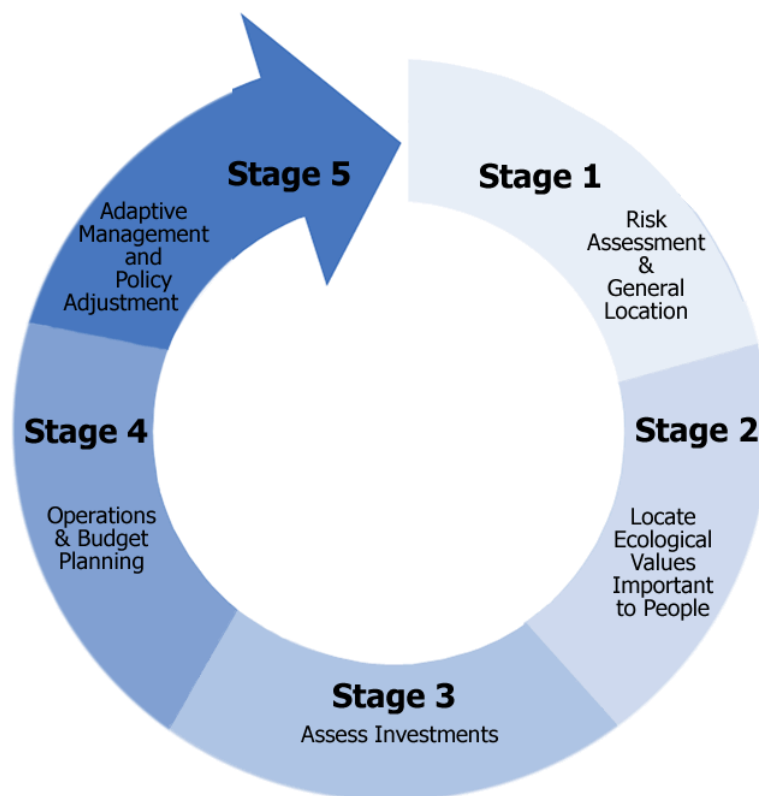 Stage 1
Risk
Assessment
&
General
Location
Stage 2
Locate
Ecological
Values
Important
to People
Stage 3
Assess Investments
Stage 4
Operations
& Budget
Planning
Stage 5
Adaptive
Management
and
Policy
Adjustment